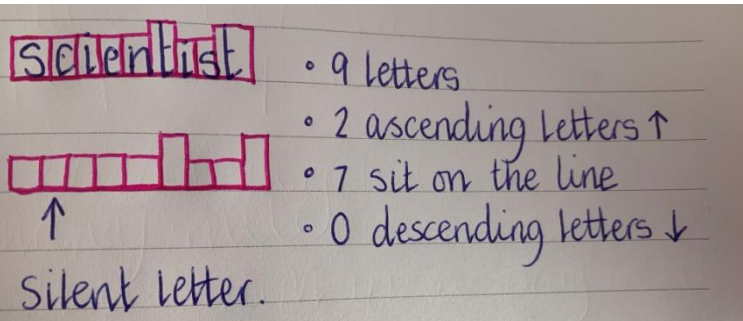 scientist
• 9 letters
• 2 ascending letters ↑
• 7 sit on the line
↑
• 0 descending letters ↓
Silent letter.